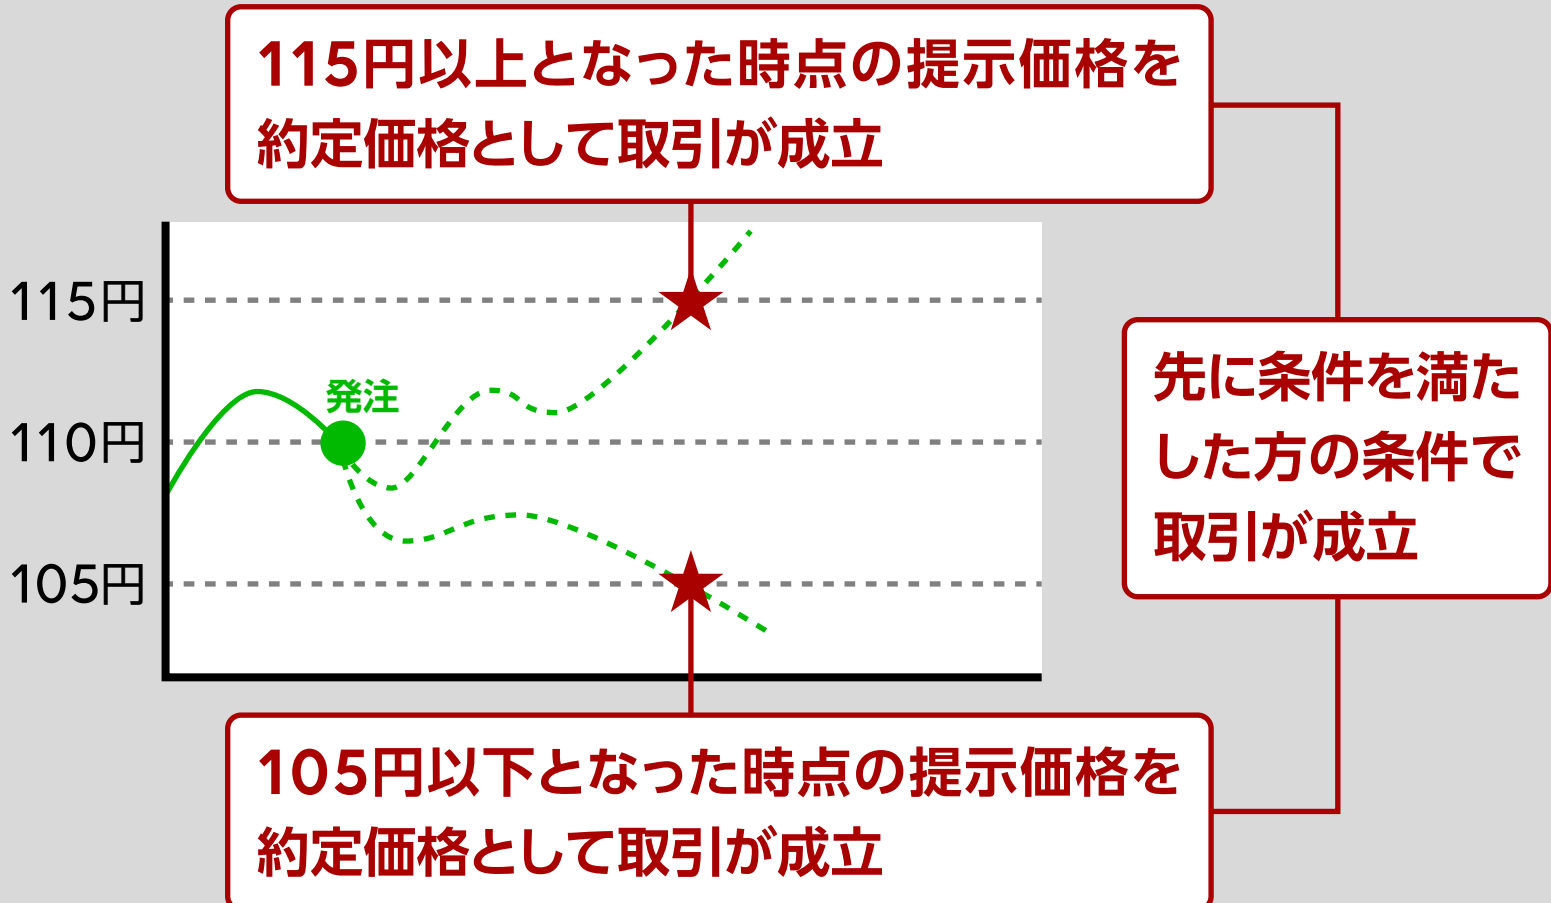 115円以上となった時点の提示価格を
約定価格として取引が成立
115円
発注
110円
105円
先に条件を満た
した方の条件で
取引が成立
105円以下となった時点の提示価格を
約定価格として取引が成立